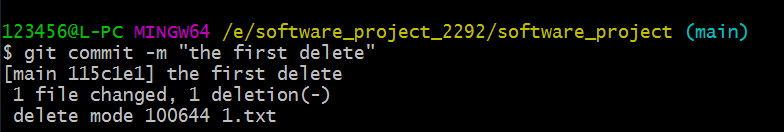 123456@L-PC MINGW64 /e/software_project_2292/software_project (main)
$ git commit -m "the first delete"
[main 115c1e1] the first delete
1 file changed, 1 deletion(-)
delete mode 100644 1.txt